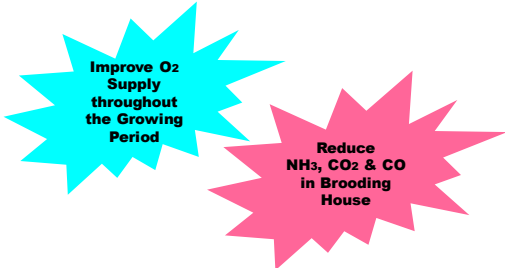 Improve O2
Supply
throughout
the Growing
Period
Reduce
NH3, CO2 & CO
in Brooding
House